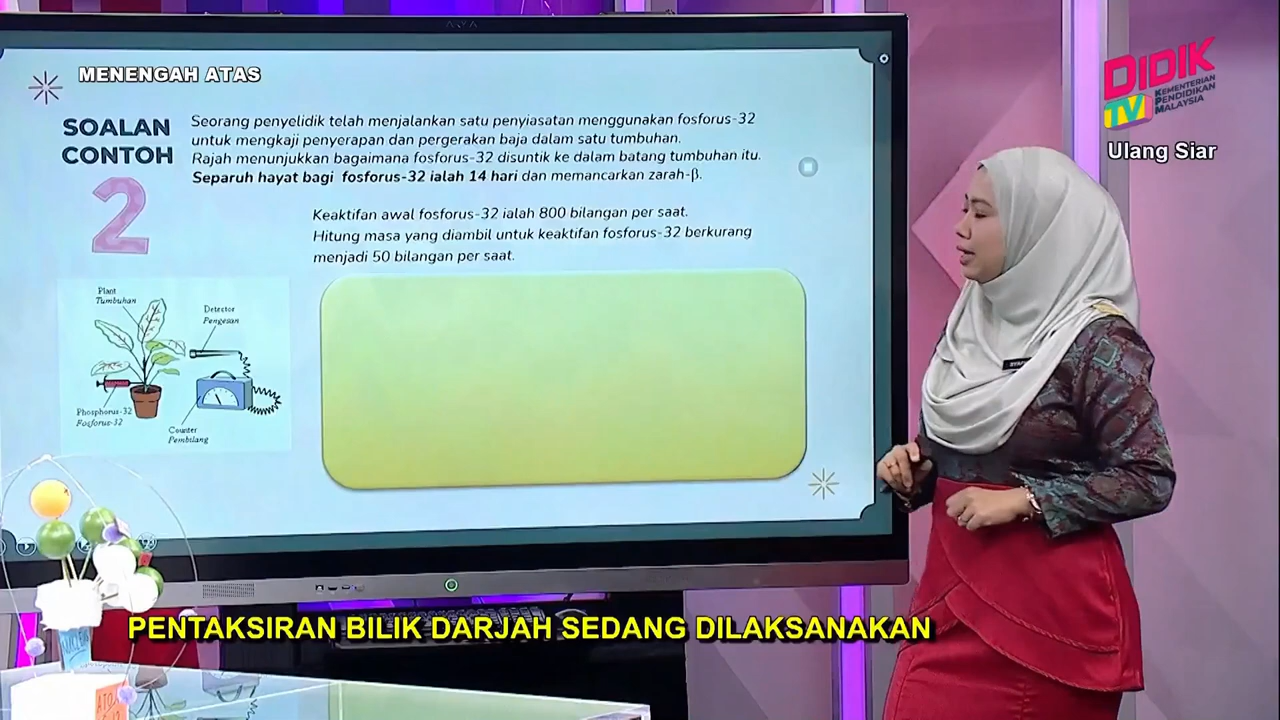 ARYA
MENENGAH ATAS
DIDIK
TV
KEMENTERIAN
PENDIDIKAN
MALAYSIA
Ulang Siar
SOALAN
CONTOH
2
Seorang penyelidik telah menjalankan satu penyiasatan menggunakan fosforus-32
untuk mengkaji penyerapan dan pergerakan baja dalam satu tumbuhan.
Rajah menunjukkan bagaimana fosforus-32 disuntik ke dalam batang tumbuhan itu.
Separuh hayat bagi fosforus-32 ialah 14 hari dan memancarkan zarah-β.
Keaktifan awal fosforus-32 ialah 800 bilangan per saat.
Hitung masa yang diambil untuk keaktifan fosforus-32 berkurang
menjadi 50 bilangan per saat.
Plant
Tumbuhan
Detector
Pengesan
Phosphorus-32
Fosforus-32
Counter
Pembilang
PENTAKSIRAN BILIK DARJAH SEDANG DILAKSANAKAN